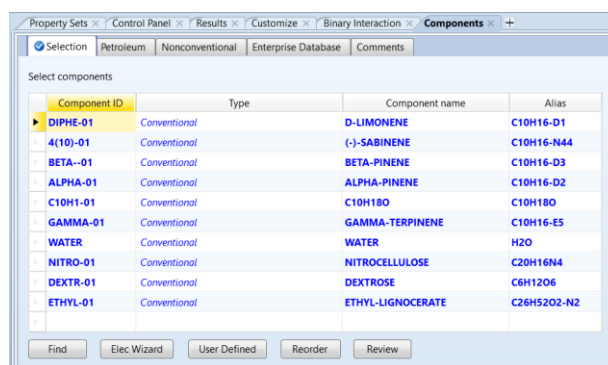 Property Sets × Control Panel × Results × Customize × Binary Interaction × Components × +
Selection Petroleum Nonconventional Enterprise Database Comments
Select components
Component ID Type Component name Alias
DIPHE-01 Conventional D-LIMONENE C10H16-D1
4(10)-01 Conventional (-)-SABINENE C10H16-N44
BETA--01 Conventional BETA-PINENE C10H16-D3
ALPHA-01 Conventional ALPHA-PINENE C10H16-D2
C10H1-01 Conventional C10H18O C10H18O
GAMMA-01 Conventional GAMMA-TERPINENE C10H16-E5
WATER Conventional WATER H2O
NITRO-01 Conventional NITROCELLULOSE C20H16N4
DEXTR-01 Conventional DEXTROSE C6H12O6
ETHYL-01 Conventional ETHYL-LIGNOCERATE C26H52O2-N2
Find Elec Wizard User Defined Reorder Review